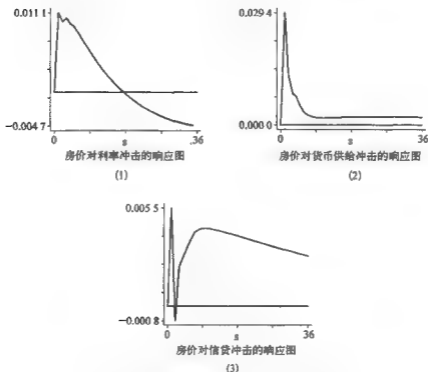 0.011 1
-0.004 7
0
s
36
房价对利率冲击的响应图
(1)
0.029 4
0.000 0
0
s
36
房价对货币供给冲击的响应图
(2)
0.005 5
-0.000 8
0
s
36
房价对信贷冲击的响应图
(3)